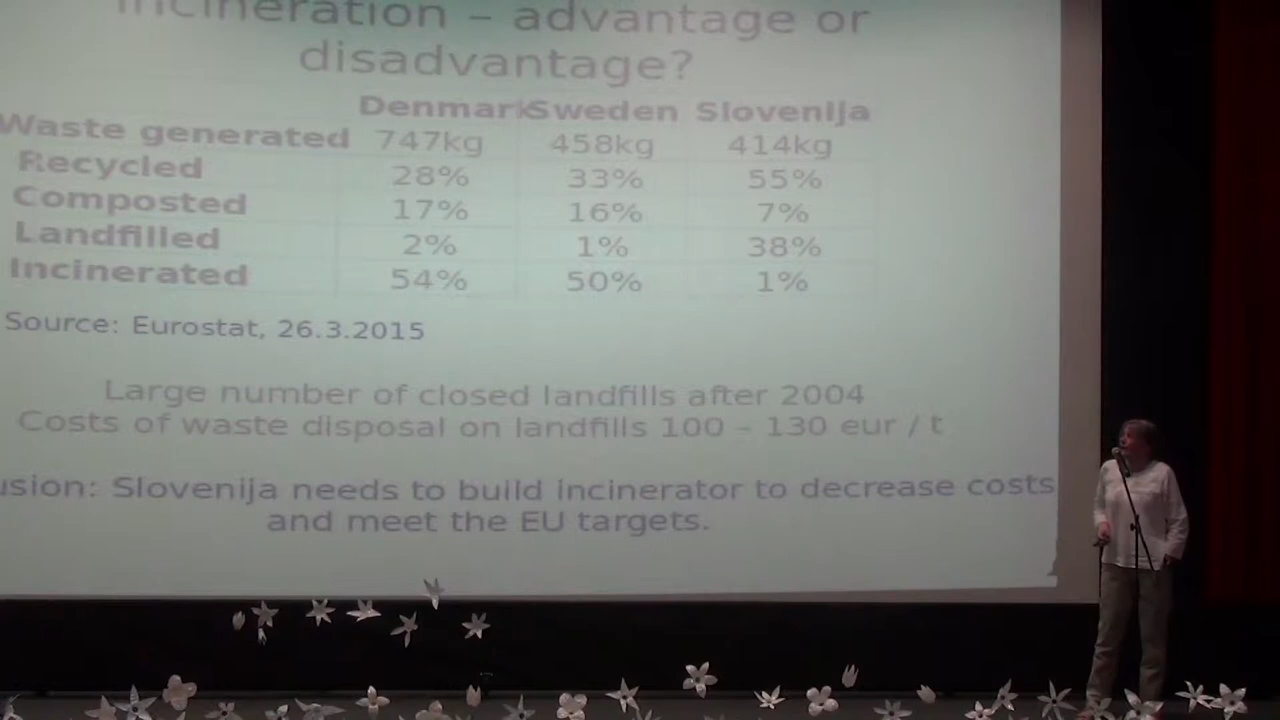 Incineration – advantage or
disadvantage?
Denmark Sweden Slovenija
Waste generated 747kg 458kg 414kg
Recycled 28% 33% 55%
Composted 17% 16% 7%
Landfilled 2% 1% 38%
Incinerated 54% 50% 1%
Source: Eurostat, 26.3.2015
Large number of closed landfills after 2004
Costs of waste disposal on landfills 100 – 130 eur / t
usion: Slovenija needs to build incinerator to decrease costs
and meet the EU targets.